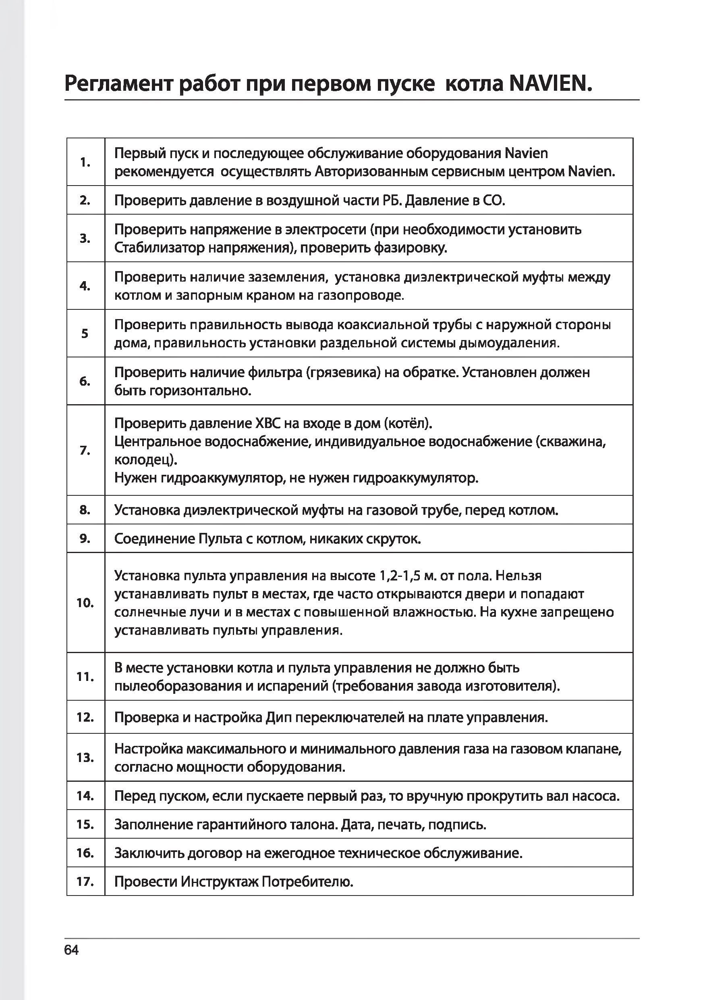 Регламент работ при первом пуске котла NAVIEN.
1.
Первый пуск и последующее обслуживание оборудования Navien
рекомендуется осуществлять Авторизованным сервисным центром Navien.
2.
Проверить давление в воздушной части РБ. Давление в СО.
3.
Проверить напряжение в электросети (при необходимости установить
Стабилизатор напряжения), проверить фазировку.
4.
Проверить наличие заземления, установка диэлектрической муфты между
котлом и запорным краном на газопроводе.
5
Проверить правильность вывода коаксиальной трубы с наружной стороны
дома, правильность установки раздельной системы дымоудаления.
6.
Проверить наличие фильтра (грязевика) на обратке. Установлен должен
быть горизонтально.
7.
Проверить давление ХВС на входе в дом (котёл).
Центральное водоснабжение, индивидуальное водоснабжение (скважина,
колодец).
Нужен гидроаккумулятор, не нужен гидроаккумулятор.
8.
Установка диэлектрической муфты на газовой трубе, перед котлом.
9.
Соединение Пульта с котлом, никаких скруток.
10.
Установка пульта управления на высоте 1,2-1,5 м. от пола. Нельзя
устанавливать пульт в местах, где часто открываются двери и попадают
солнечные лучи и в местах с повышенной влажностью. На кухне запрещено
устанавливать пульты управления.
11.
В месте установки котла и пульта управления не должно быть
пылеоборазования и испарений (требования завода изготовителя).
12.
Проверка и настройка Дип переключателей на плате управления.
13.
Настройка максимального и минимального давления газа на газовом клапане,
согласно мощности оборудования.
14.
Перед пуском, если пускаете первый раз, то вручную прокрутить вал насоса.
15.
Заполнение гарантийного талона. Дата, печать, подпись.
16.
Заключить договор на ежегодное техническое обслуживание.
17.
Провести Инструктаж Потребителю.
64